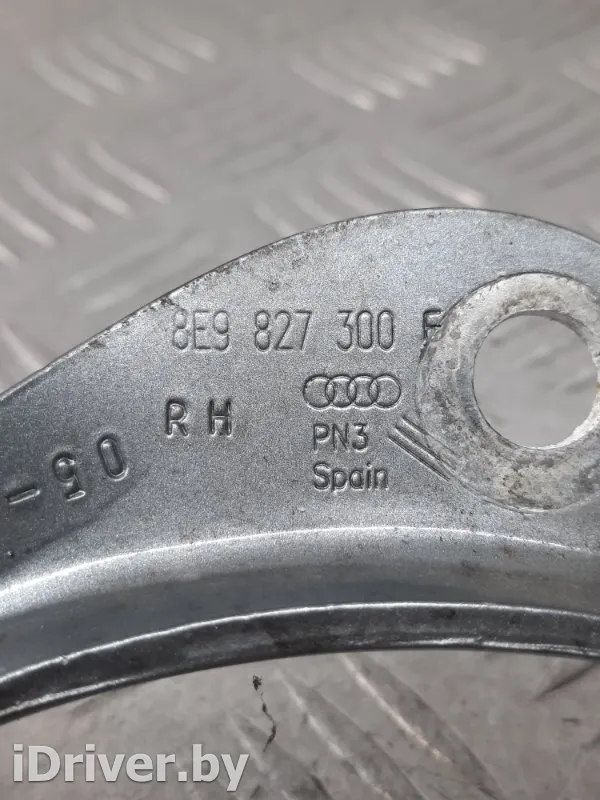 8E9 827 300
RH
PN3
Spain
05-
iDriver.by